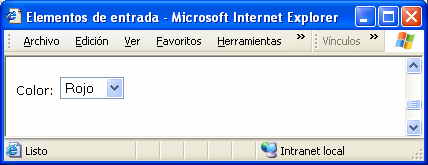 Elementos de entrada - Microsoft Internet Explorer
Archivo Edición Ver Favoritos Herramientas » Vínculos »
Color: Rojo
Listo Intranet local